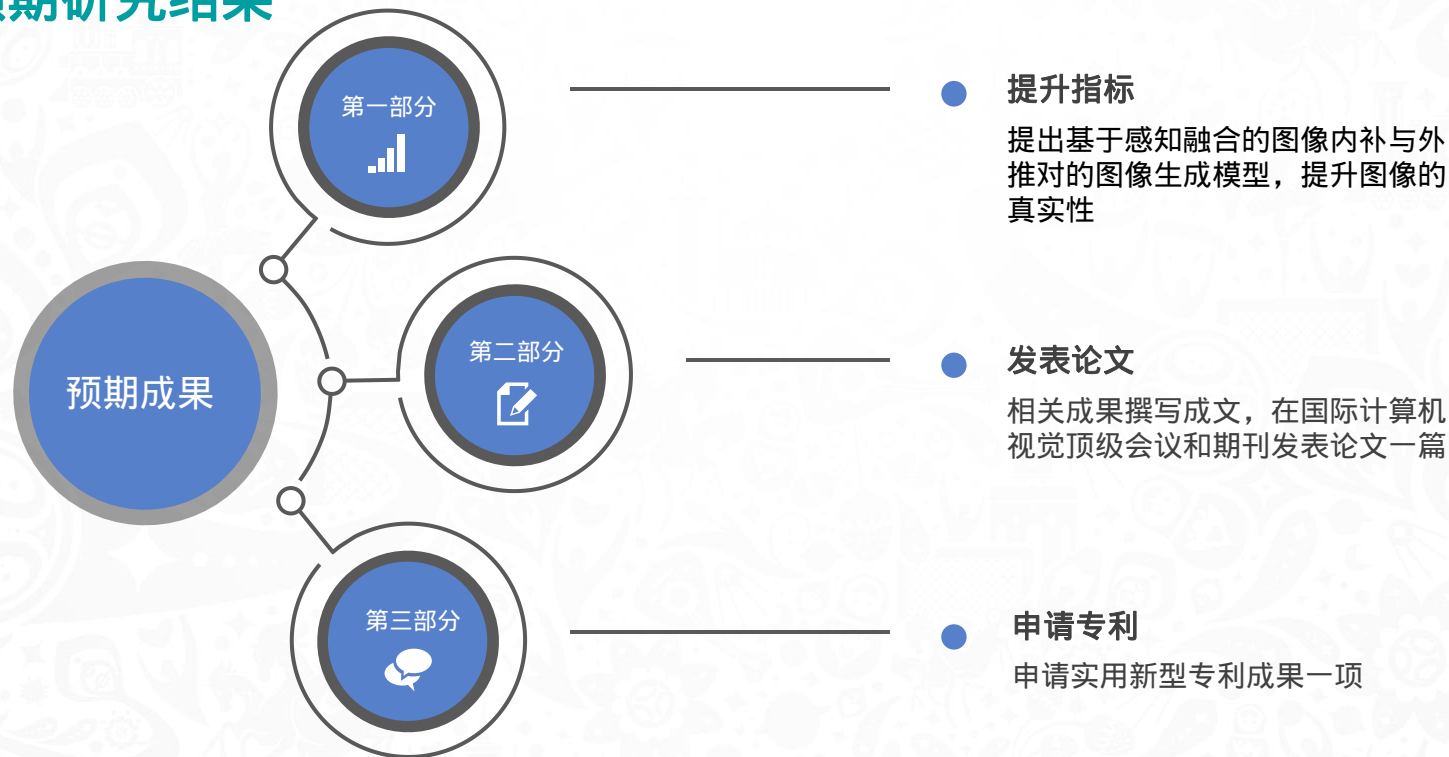 预期研究结果
第一部分
提升指标
提出基于感知融合的图像内补与外
推对的图像生成模型，提升图像的
真实性
预期成果
第二部分
发表论文
相关成果撰写成文，在国际计算机
视觉顶级会议和期刊发表论文一篇
第三部分
申请专利
申请实用新型专利成果一项